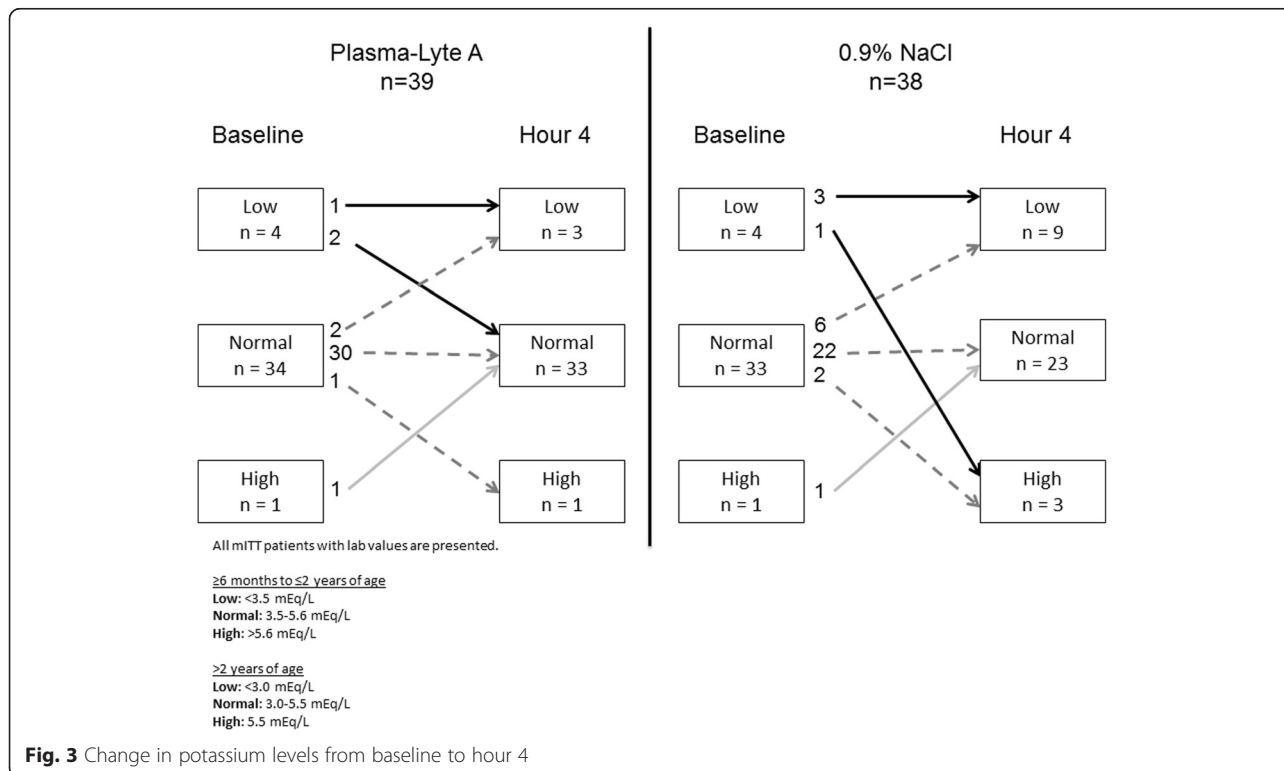 Plasma-Lyte A
n=39
Baseline
Hour 4
Low
n = 4
1
2
Low
n = 3
Normal
n = 34
2
30
1
Normal
n = 33
High
n = 1
1
High
n = 1
0.9% NaCl
n=38
Baseline
Hour 4
Low
n = 4
3
1
Low
n = 9
Normal
n = 33
6
22
2
Normal
n = 23
High
n = 1
1
High
n = 3
All mITT patients with lab values are presented.
≥6 months to ≤2 years of age
Low: <3.5 mEq/L
Normal: 3.5-5.6 mEq/L
High: >5.6 mEq/L
>2 years of age
Low: <3.0 mEq/L
Normal: 3.0-5.5 mEq/L
High: 5.5 mEq/L
Fig. 3 Change in potassium levels from baseline to hour 4